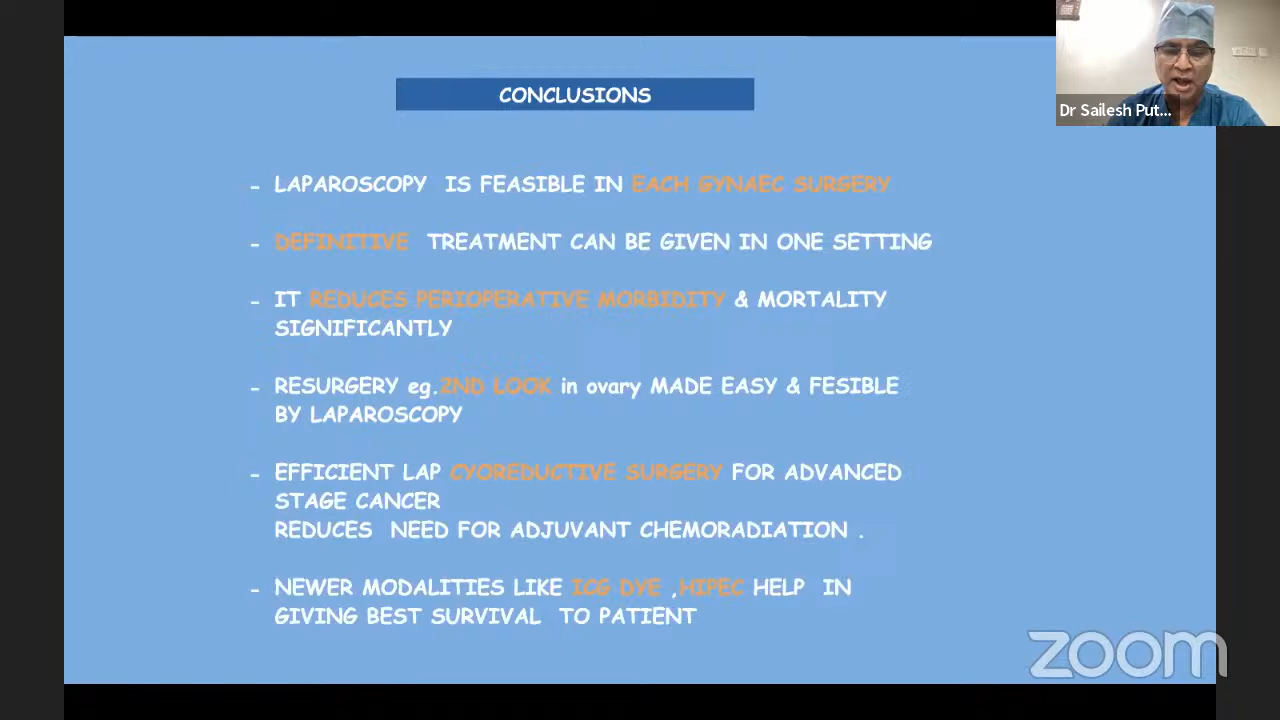 CONCLUSIONS
Dr Sailesh Put...
- LAPAROSCOPY IS FEASIBLE IN EACH GYNAEC SURGERY
- DEFINITIVE TREATMENT CAN BE GIVEN IN ONE SETTING
- IT REDUCES PERIOPERATIVE MORBIDITY & MORTALITY
SIGNIFICANTLY
- RESURGERY eg.2ND LOOK in ovary MADE EASY & FESIBLE
BY LAPAROSCOPY
- EFFICIENT LAP CYOREDUCTIVE SURGERY FOR ADVANCED
STAGE CANCER
REDUCES NEED FOR ADJUVANT CHEMORADIATION .
- NEWER MODALITIES LIKE ICG DYE ,HIPEC HELP IN
GIVING BEST SURVIVAL TO PATIENT
zoom